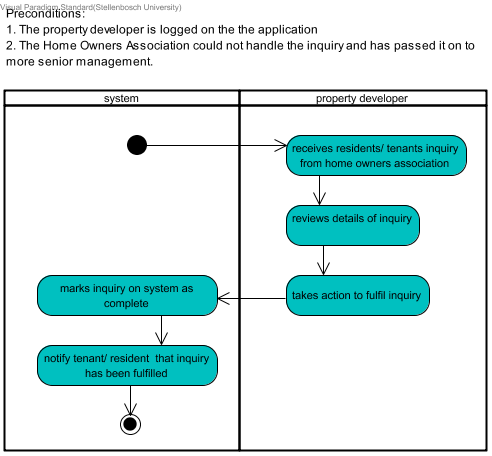 Visual Paradigm Standard(Stellenbosch University)
Preconditions:
1. The property developer is logged on the the application
2. The Home Owners Association could not handle the inquiry and has passed it on to
more senior management.
system
property developer
receives residents/ tenants inquiry
from home owners association
reviews details of inquiry
takes action to fulfil inquiry
marks inquiry on system as
complete
notify tenant/ resident that inquiry
has been fulfilled